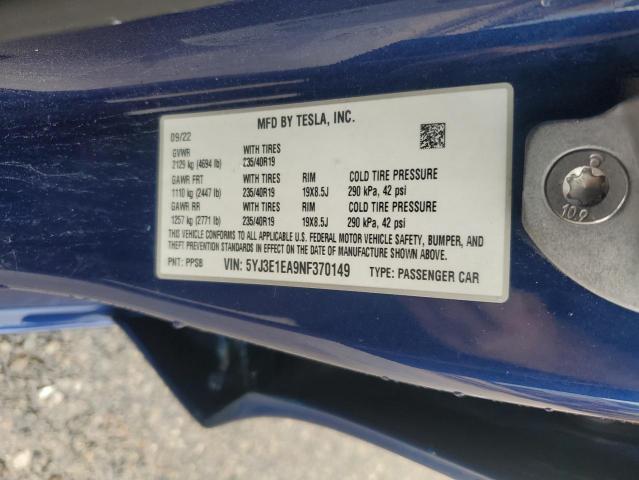 MFD BY TESLA, INC.
09/22
GVWR WITH TIRES
2129 kg (4694 lb) C35/40R19
GAWR FRT WITH TIRES RIM COLD TIRE PRESSURE
1110 kg (2447 lb) 235/40R19 19X8.5J 290 kPa, 42 psi
GAWR RR WITH TIRES RIM COLD TIRE PRESSURE
1257 kg (2771 lb) 235/40R19 19X8.5J 290 kPa, 42 psi
THIS VEHICLE CONFORMS TO ALL APPLICABLE U.S. FEDERAL MOTOR VEHICLE SAFETY, BUMPER, AND
THEFT PREVENTION STANDARDS IN EFFECT ON THE DATE OF MANUFACTURE SHOWN ABOVE.
PNT: PPSB VIN: 5YJ3E1EA9NF370149 TYPE: PASSENGER CAR
10.9